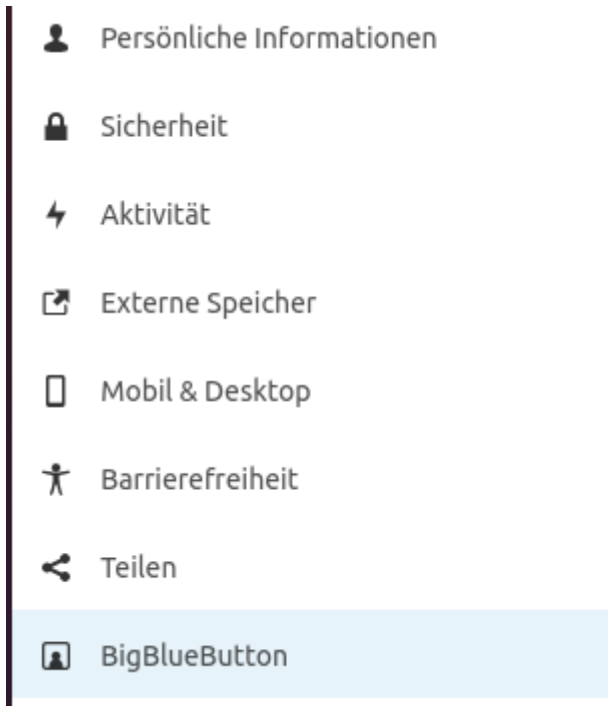 Persönliche Informationen
Sicherheit
Aktivität
Externe Speicher
Mobil & Desktop
Barrierefreiheit
Teilen
BigBlueButton